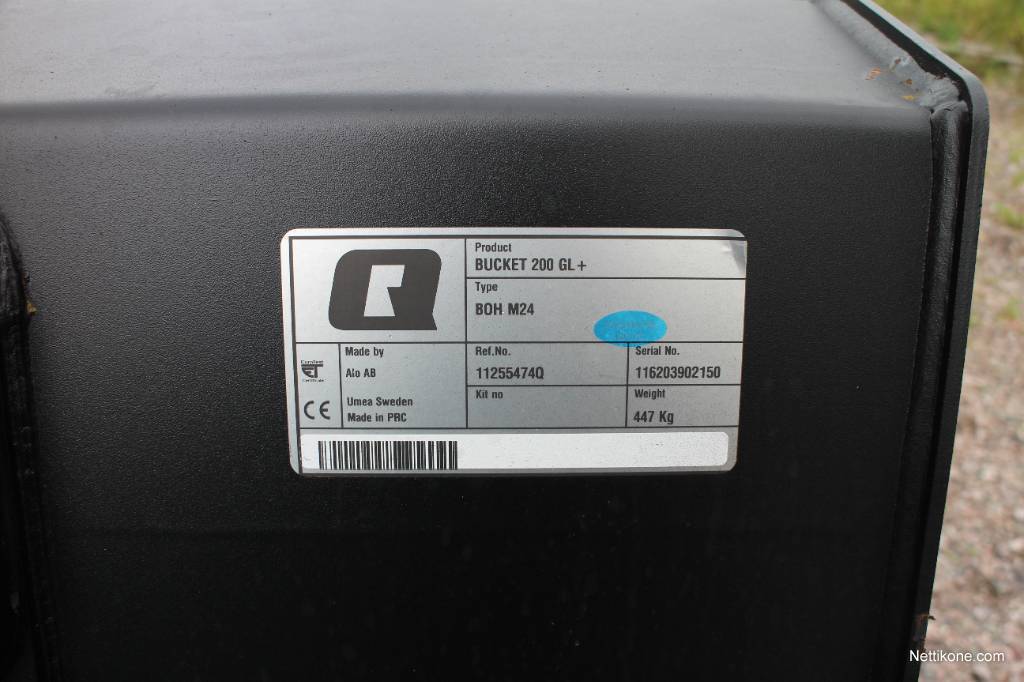 Product
BUCKET 200 GL+
Type
BOH M24
Made by
Alo AB
Umea Sweden
Made in PRC
Ref.No.
11255474Q
Serial No.
116203902150
Kit no
Weight
447 Kg
CE
Nettikone.com